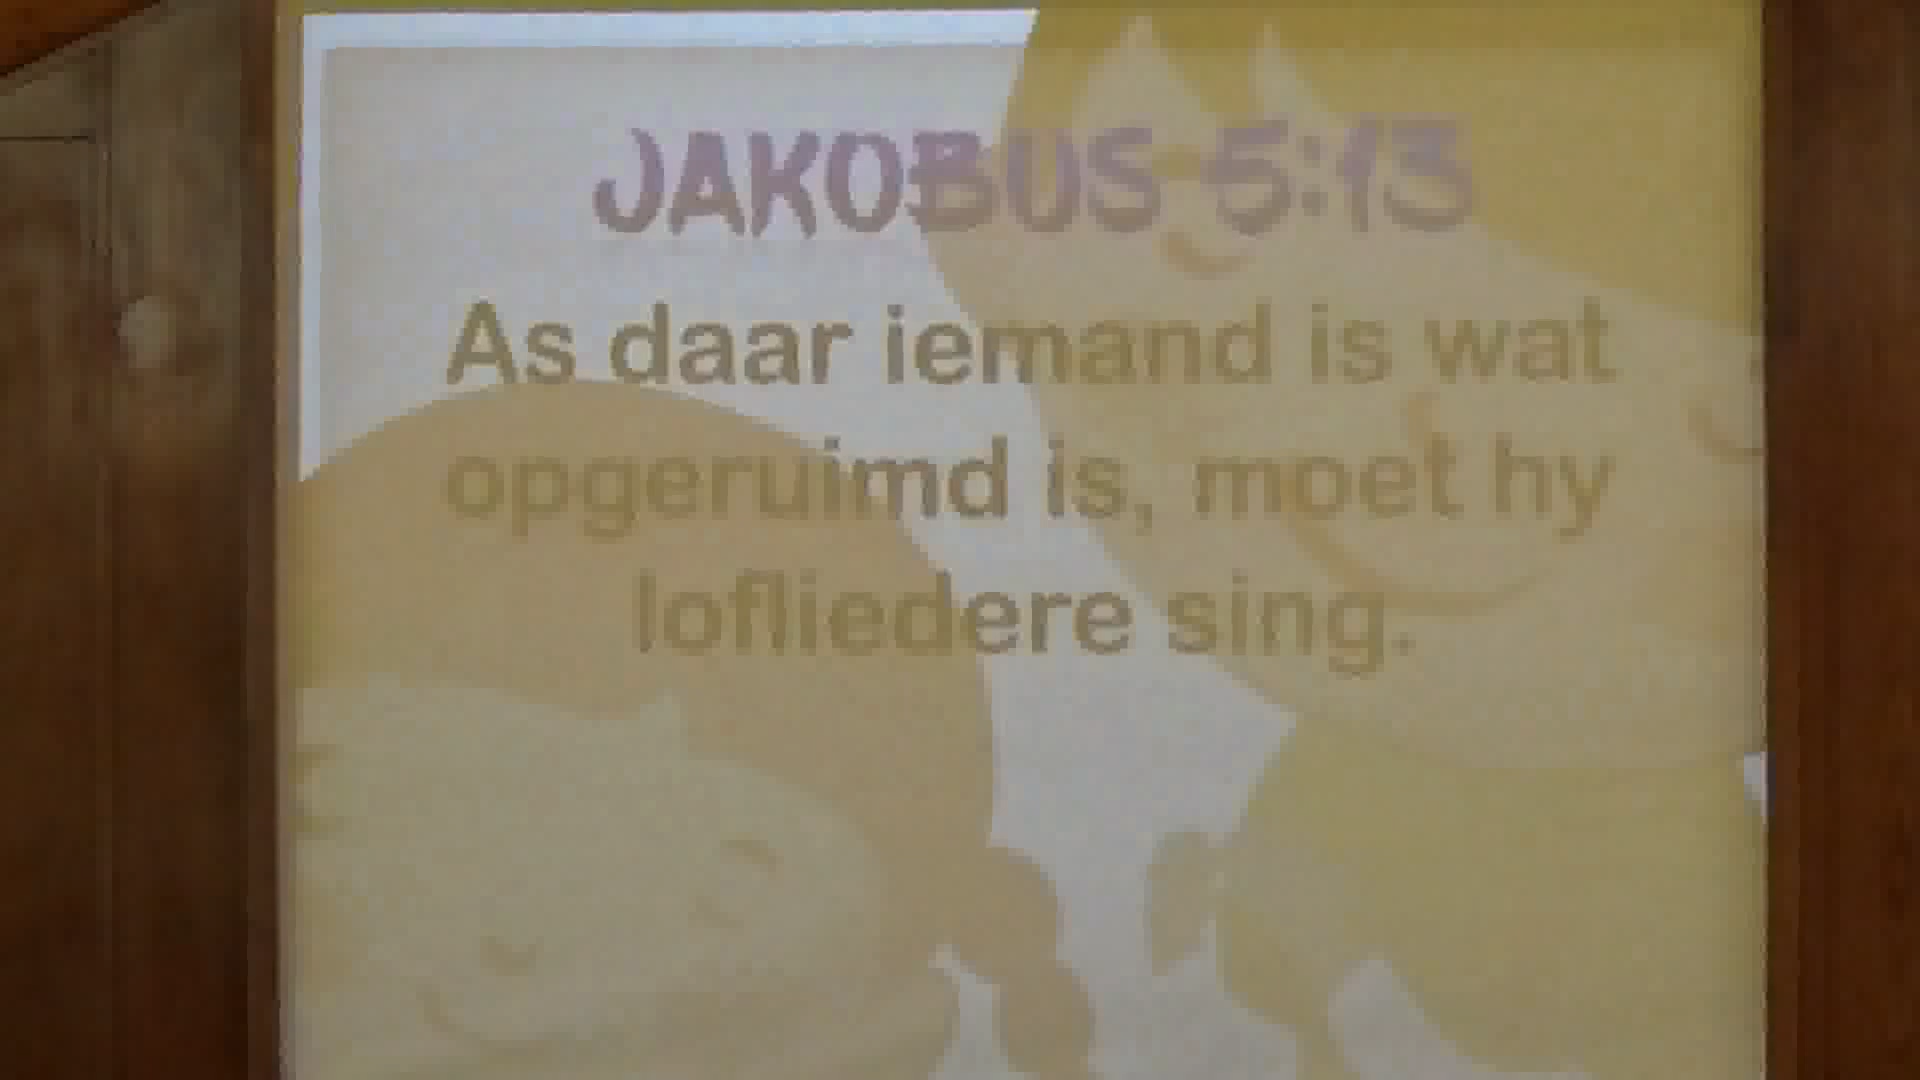 JAKOBUS 5:13
As daar iemand is wat
opgeruimd is, moet hy
lofliedere sing.